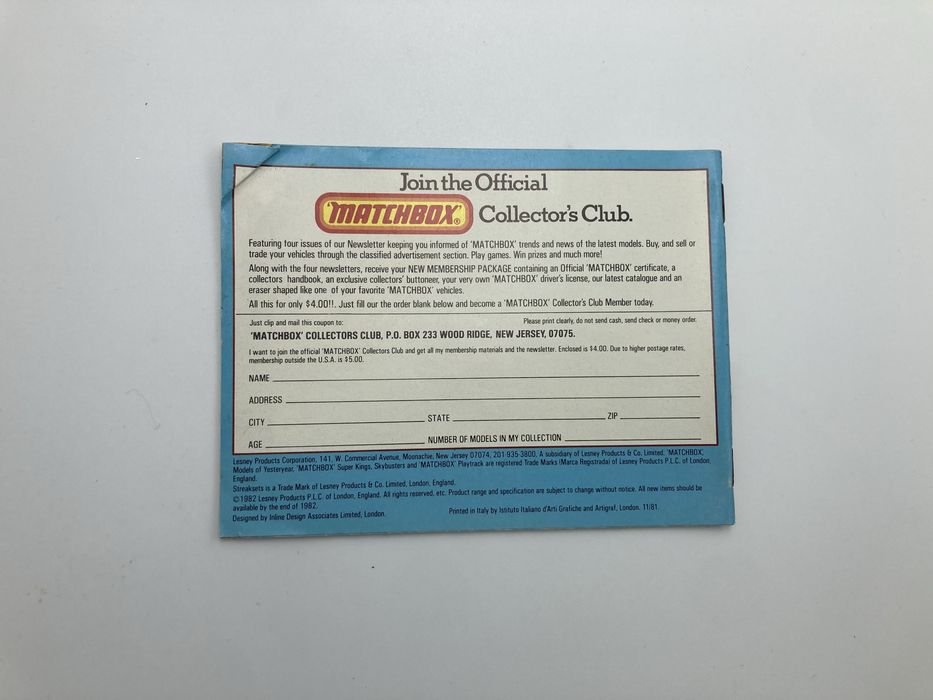 Join the Official
'MATCHBOX'® Collector's Club.
Featuring four issues of our Newsletter keeping you informed of 'MATCHBOX' trends and news of the latest models. Buy, and sell or
trade your vehicles through the classified advertisement section. Play games. Win prizes and much more!
Along with the four newsletters, receive your NEW MEMBERSHIP PACKAGE containing an Official 'MATCHBOX' certificate, a
collectors handbook, an exclusive collectors' buttoneer, your very own 'MATCHBOX' driver's license, our latest catalogue and an
eraser shaped like one of your favorite 'MATCHBOX' vehicles.
All this for only $4.00!!. Just fill our the order blank below and become a 'MATCHBOX' Collector's Club Member today.
Just clip and mail this coupon to: Please print clearly, do not send cash, send check or money order.
'MATCHBOX' COLLECTORS CLUB, P.O. BOX 233 WOOD RIDGE, NEW JERSEY, 07075.
I want to join the official 'MATCHBOX' Collectors Club and get all my membership materials and the newsletter. Enclosed is $4.00. Due to higher postage rates,
membership outside the U.S.A. is $5.00.
NAME
ADDRESS
CITY STATE ZIP
AGE NUMBER OF MODELS IN MY COLLECTION
Lesney Products Corporation, 141, W. Commercial Avenue, Moonachie, New Jersey 07074, 201-935-3800, A subsidiary of Lesney Products & Co. Limited, 'MATCHBOX',
Models of Yesteryear, 'MATCHBOX' Super Kings, Skybusters and 'MATCHBOX' Playtrack are registered Trade Marks (Marca Registrada) of Lesney Products P.L.C. of London,
England.
Streaksets is a Trade Mark of Lesney Products & Co. Limited, London, England.
© 1982 Lesney Products P.L.C. of London, England. All rights reserved, etc. Product range and specification are subject to change without notice. All new items should be
available by the end of 1982.
Designed by Inline Design Associates Limited, London. Printed in Italy by Istituto Italiano d'Arti Grafiche and Artigraf, London. 11/81.